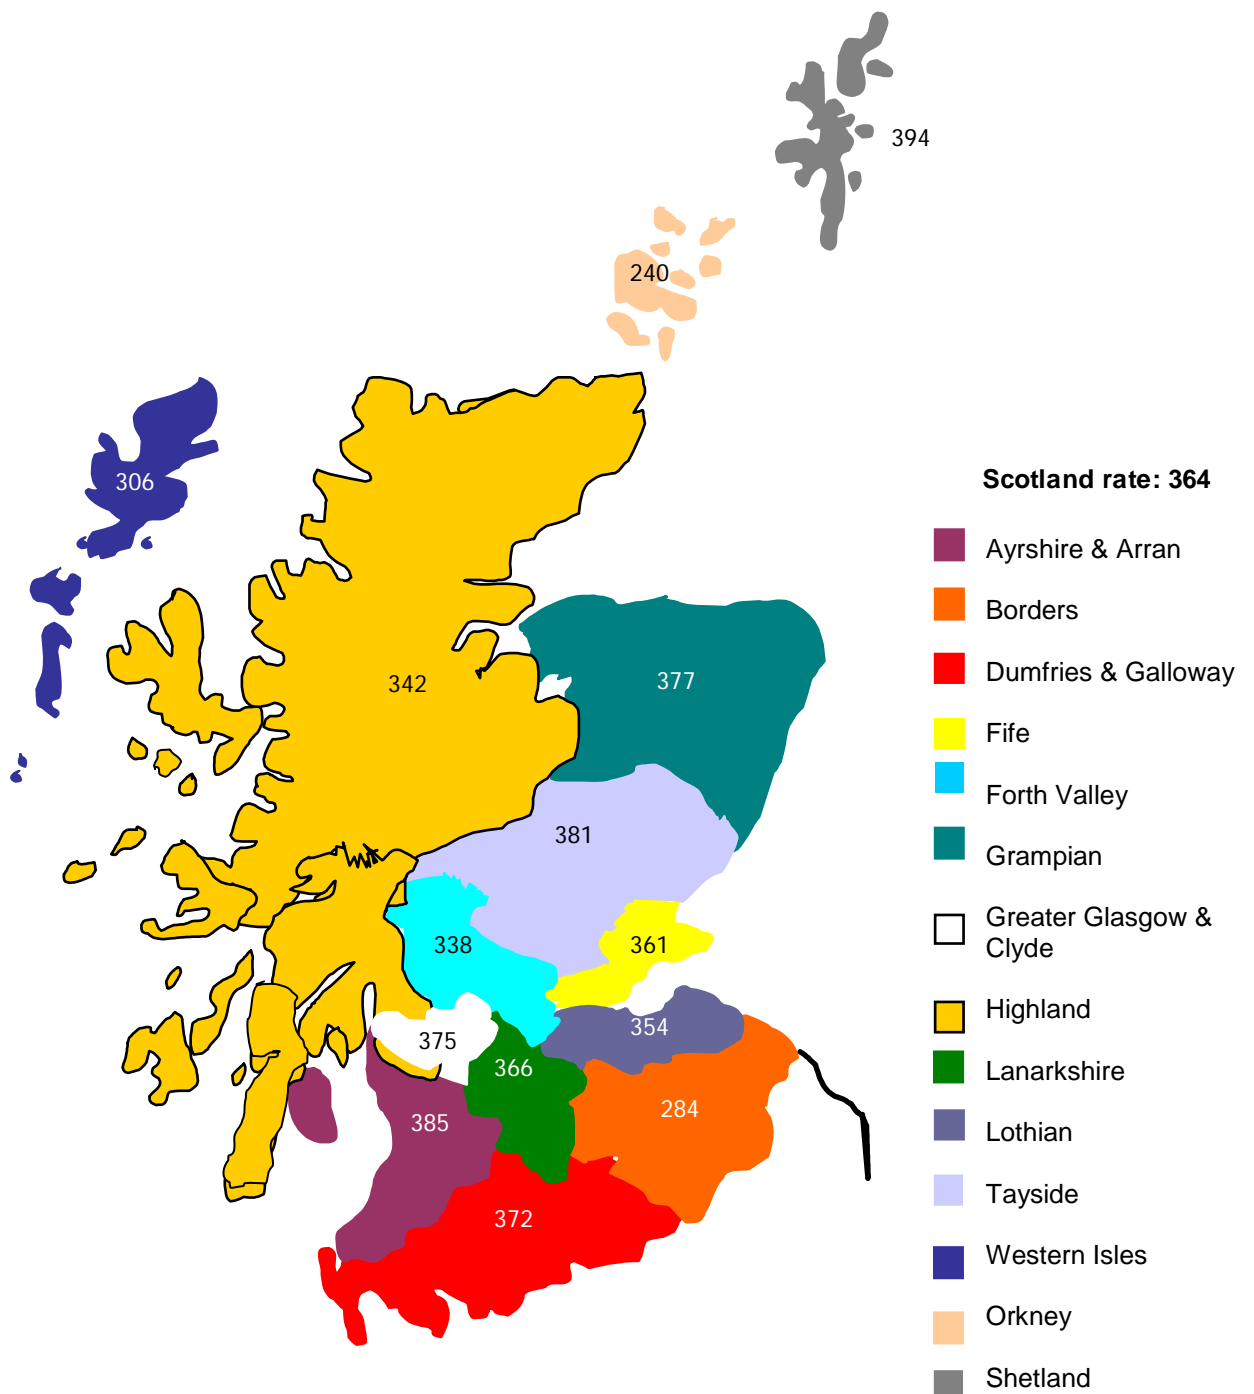 394
240
306
342
377
381
338
361
375
354
366
385
284
372
Scotland rate: 364
Ayrshire & Arran
Borders
Dumfries & Galloway
Fife
Forth Valley
Grampian
Greater Glasgow &
Clyde
Highland
Lanarkshire
Lothian
Tayside
Western Isles
Orkney
Shetland